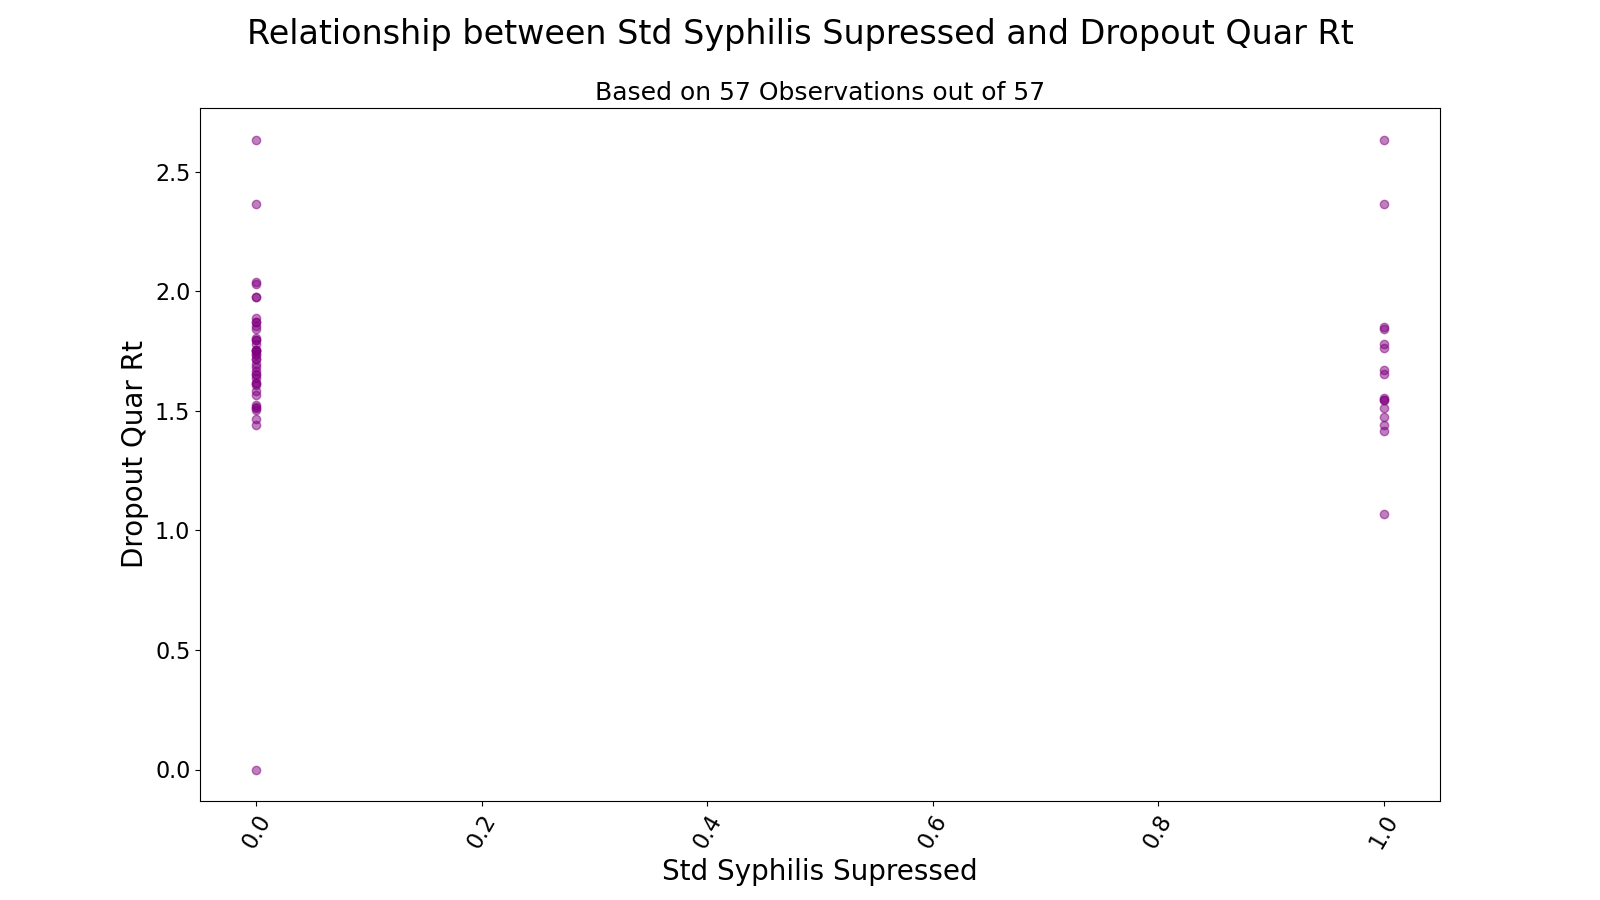 Relationship between Std Syphilis Supressed and Dropout Quar Rt
Based on 57 Observations out of 57
Dropout Quar Rt
2.5
2.0
1.5
1.0
0.5
0.0
0.0 0.2 0.4 0.6 0.8 1.0
Std Syphilis Supressed